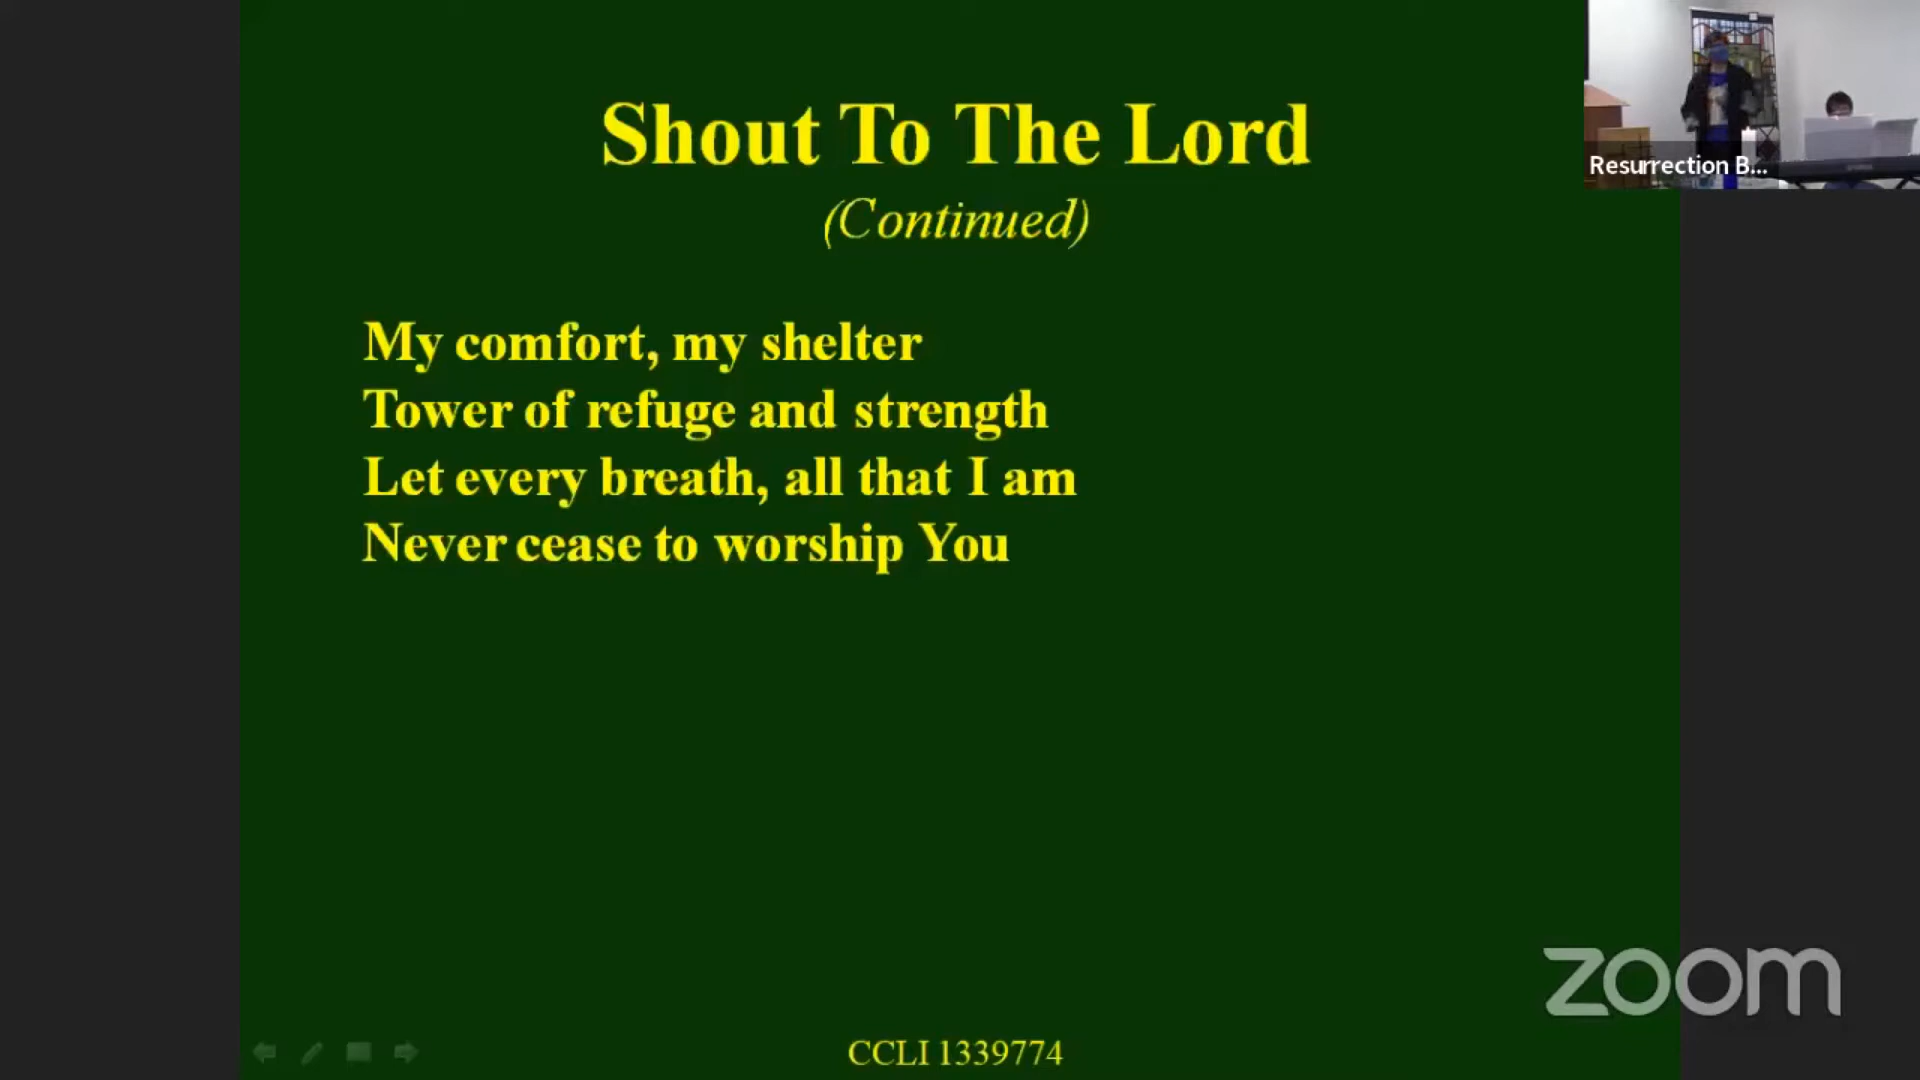 Shout To The Lord
(Continued)
My comfort, my shelter
Tower of refuge and strength
Let every breath, all that I am
Never cease to worship You
Resurrection B...
zoom
CCLI 1339774